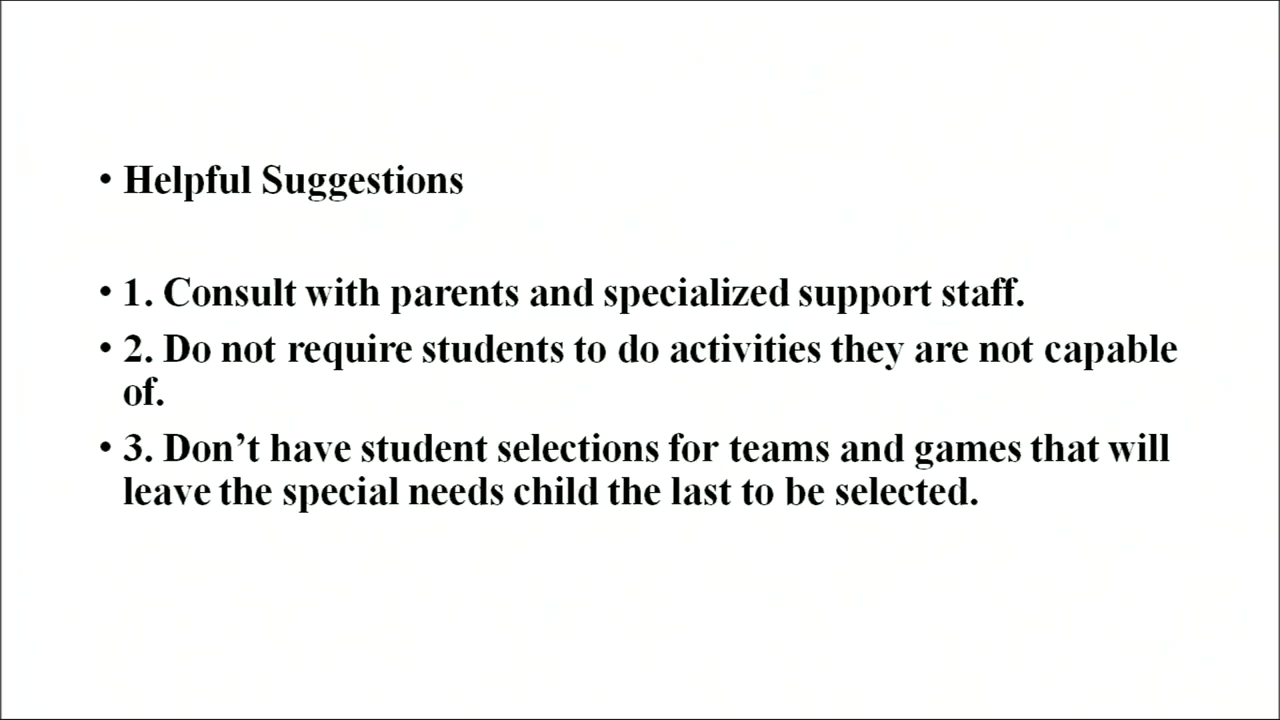 • Helpful Suggestions
• 1. Consult with parents and specialized support staff.
• 2. Do not require students to do activities they are not capable
of.
• 3. Don’t have student selections for teams and games that will
leave the special needs child the last to be selected.